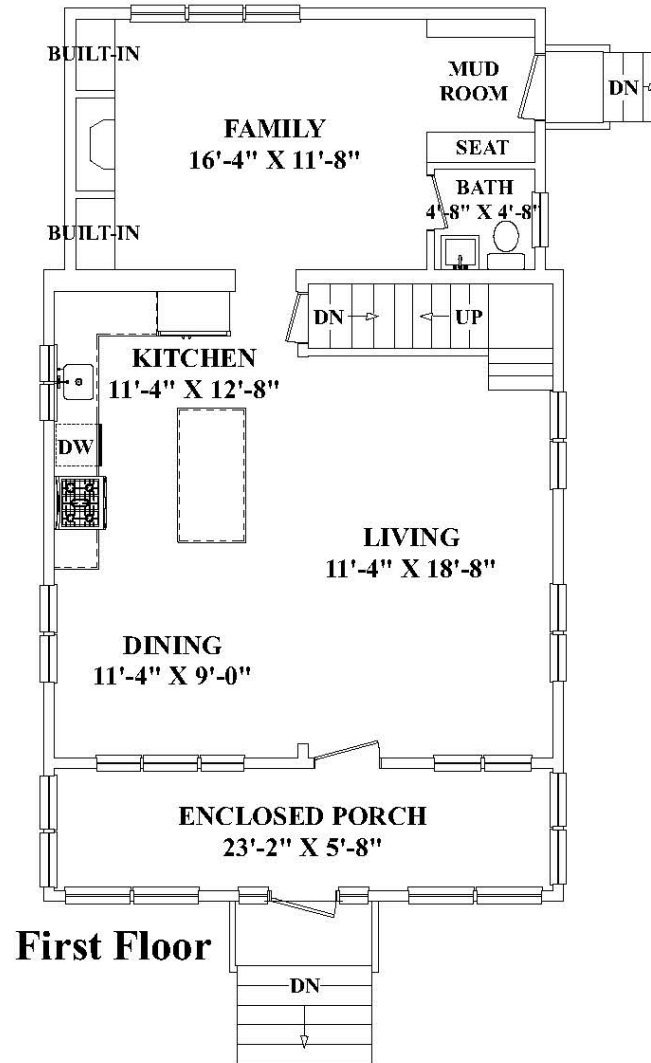 BUILT-IN
MUD
ROOM
DN
FAMILY
16'-4" X 11'-8"
SEAT
BATH
4'-8" X 4'-8"
BUILT-IN
DN
UP
KITCHEN
11'-4" X 12'-8"
DW
LIVING
11'-4" X 18'-8"
DINING
11'-4" X 9'-0"
ENCLOSED PORCH
23'-2" X 5'-8"
First Floor
DN